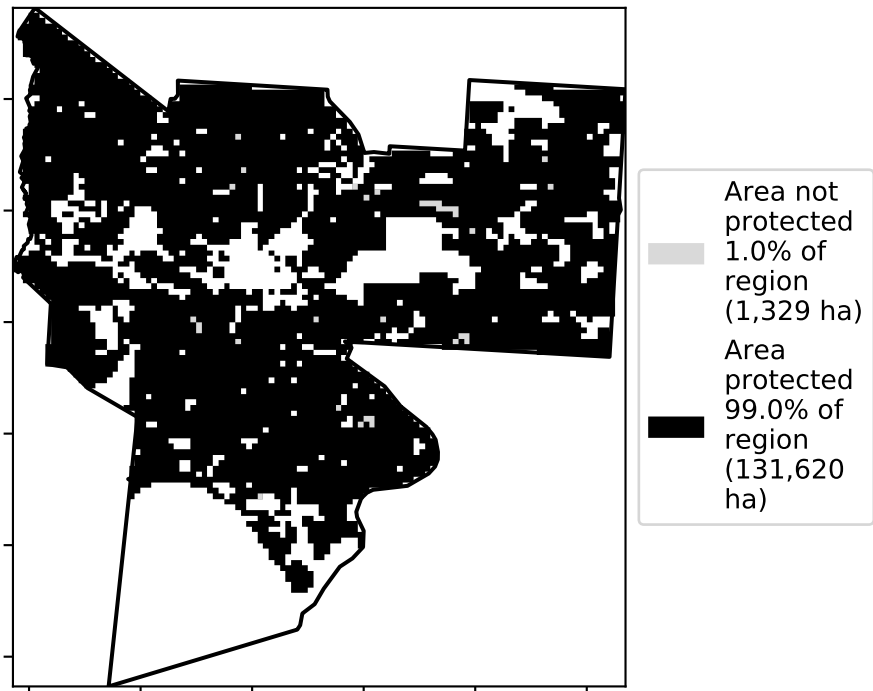 Area not
protected
1.0% of
region
(1,329 ha)
Area
protected
99.0% of
region
(131,620
ha)